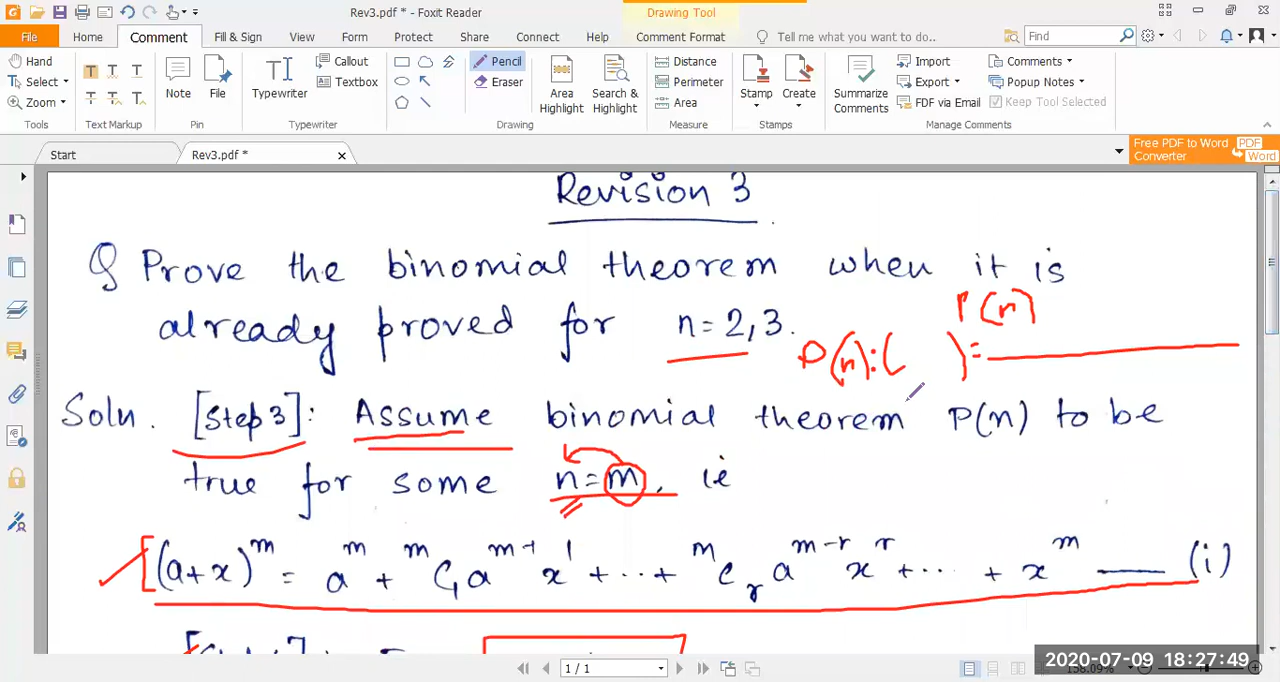 Rev3.pdf * - Foxit Reader
Drawing Tool
File Home Comment Fill & Sign View Form Protect Share Connect Help Comment Format Tell me what you want to do.. Find
Hand
Select
Zoom
Tools
Text Markup
Note
File
Pin
Typewriter
Callout
Textbox
Typewriter
Pencil
Eraser
Area Highlight
Search & Highlight
Drawing
Distance
Perimeter
Area
Measure
Stamp
Create
Stamps
Summarize Comments
Import
Export
FDF via Email
Comments
Popup Notes
Keep Tool Selected
Manage Comments
Start
Rev3.pdf *
Free PDF to Word Converter
PDF
Word
Revision 3
Q Prove the binomial theorem when it is
already proved for n=2,3.
P(n)
P(n):( )=
Soln. [Step 3]: Assume binomial theorem P(n) to be
true for some n=m, ie
(a+x)^m = a^m + ^mC₁ a^m-1 x^1 + ... + ^mC_r a^m-r x^r + ... + x^m —— (i)
1 / 1
2020-07-09 18:27:49